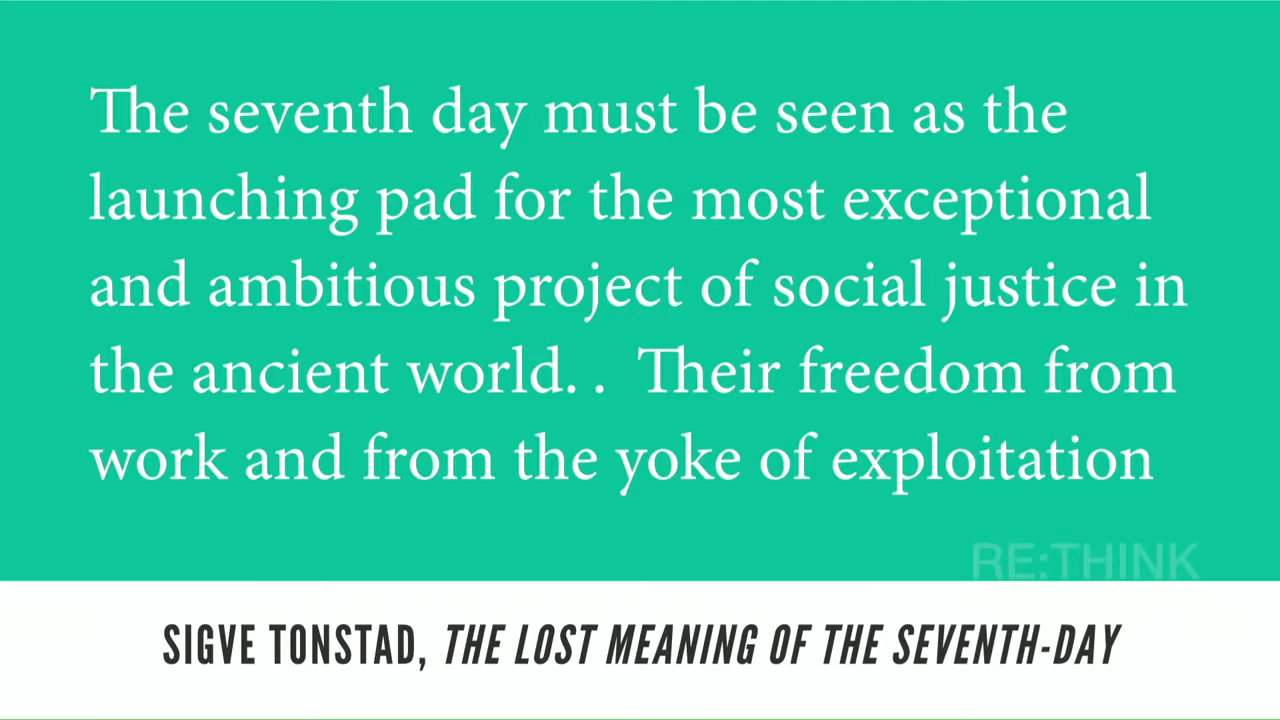 The seventh day must be seen as the
launching pad for the most exceptional
and ambitious project of social justice in
the ancient world. .  Their freedom from
work and from the yoke of exploitation
RE:THINK
SIGVE TONSTAD, THE LOST MEANING OF THE SEVENTH-DAY